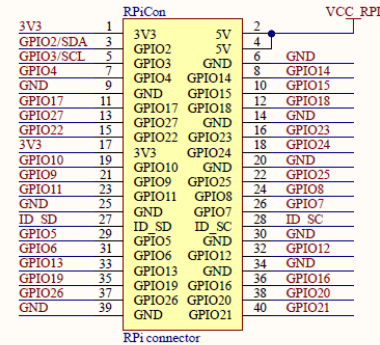 RPiCon VCC_RPI
3V3 1 2
3V3 5V
GPIO2/SDA 3 4
GPIO2 5V
GPIO3/SCL 5 6 GND
GPIO3 GND
GPIO4 7 8 GPIO14
GPIO4 GPIO14
GND 9 10 GPIO15
GND GPIO15
GPIO17 11 12 GPIO18
GPIO17 GPIO18
GPIO27 13 14 GND
GPIO27 GND
GPIO22 15 16 GPIO23
GPIO22 GPIO23
3V3 17 18 GPIO24
3V3 GPIO24
GPIO10 19 20 GND
GPIO10 GND
GPIO9 21 22 GPIO25
GPIO9 GPIO25
GPIO11 23 24 GPIO8
GPIO11 GPIO8
GND 25 26 GPIO7
GND GPIO7
ID_SD 27 28 ID_SC
ID_SD ID_SC
GPIO5 29 30 GND
GPIO5 GND
GPIO6 31 32 GPIO12
GPIO6 GPIO12
GPIO13 33 34 GND
GPIO13 GND
GPIO19 35 36 GPIO16
GPIO19 GPIO16
GPIO26 37 38 GPIO20
GPIO26 GPIO20
GND 39 40 GPIO21
GND GPIO21
RPi connector